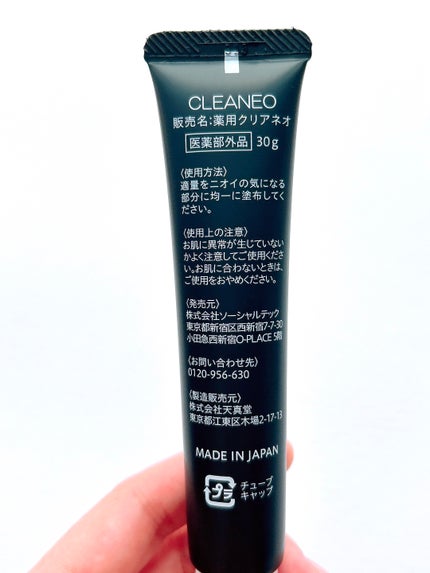 CLEANEO
販売名:薬用クリアネオ
医薬部外品 30g
〈使用方法〉
適量をニオイの気になる
部分に均一に塗布してく
ださい。
〈使用上の注意〉
お肌に異常が生じていない
かよく注意してご使用くださ
い。お肌に合わないときは、
ご使用をおやめください。
〈発売元〉
株式会社ソーシャルテック
東京都新宿区西新宿7-7-30
小田急西新宿O-PLACE 5階
〈お問い合わせ先〉
0120-956-630
〈製造販売元〉
株式会社天真堂
東京都江東区木場2-17-13
MADE IN JAPAN
プラ
チューブ
キャップ